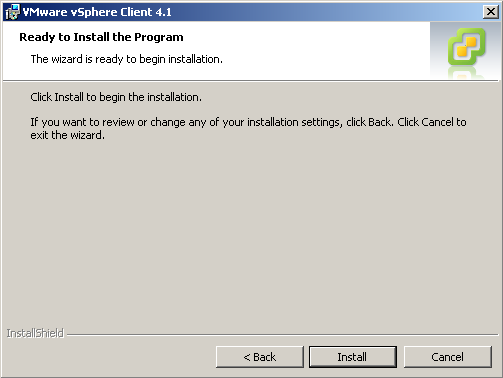 VMware vSphere Client 4.1
Ready to Install the Program
The wizard is ready to begin installation.
Click Install to begin the installation.
If you want to review or change any of your installation settings, click Back. Click Cancel to
exit the wizard.
InstallShield
< Back
Install
Cancel